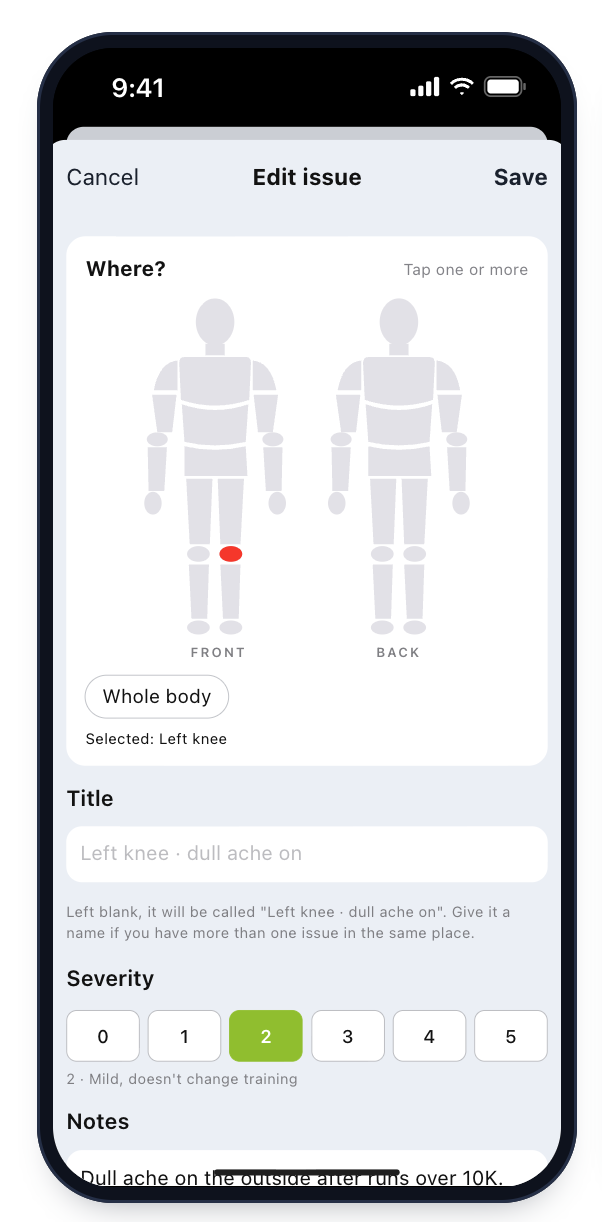 9:41
Cancel Edit issue Save
Where? Tap one or more
FRONT BACK
Whole body
Selected: Left knee
Title
Left knee · dull ache on
Left blank, it will be called "Left knee · dull ache on". Give it a
name if you have more than one issue in the same place.
Severity
0 1 2 3 4 5
2 · Mild, doesn't change training
Notes
Dull ache on the outside after runs over 10K.